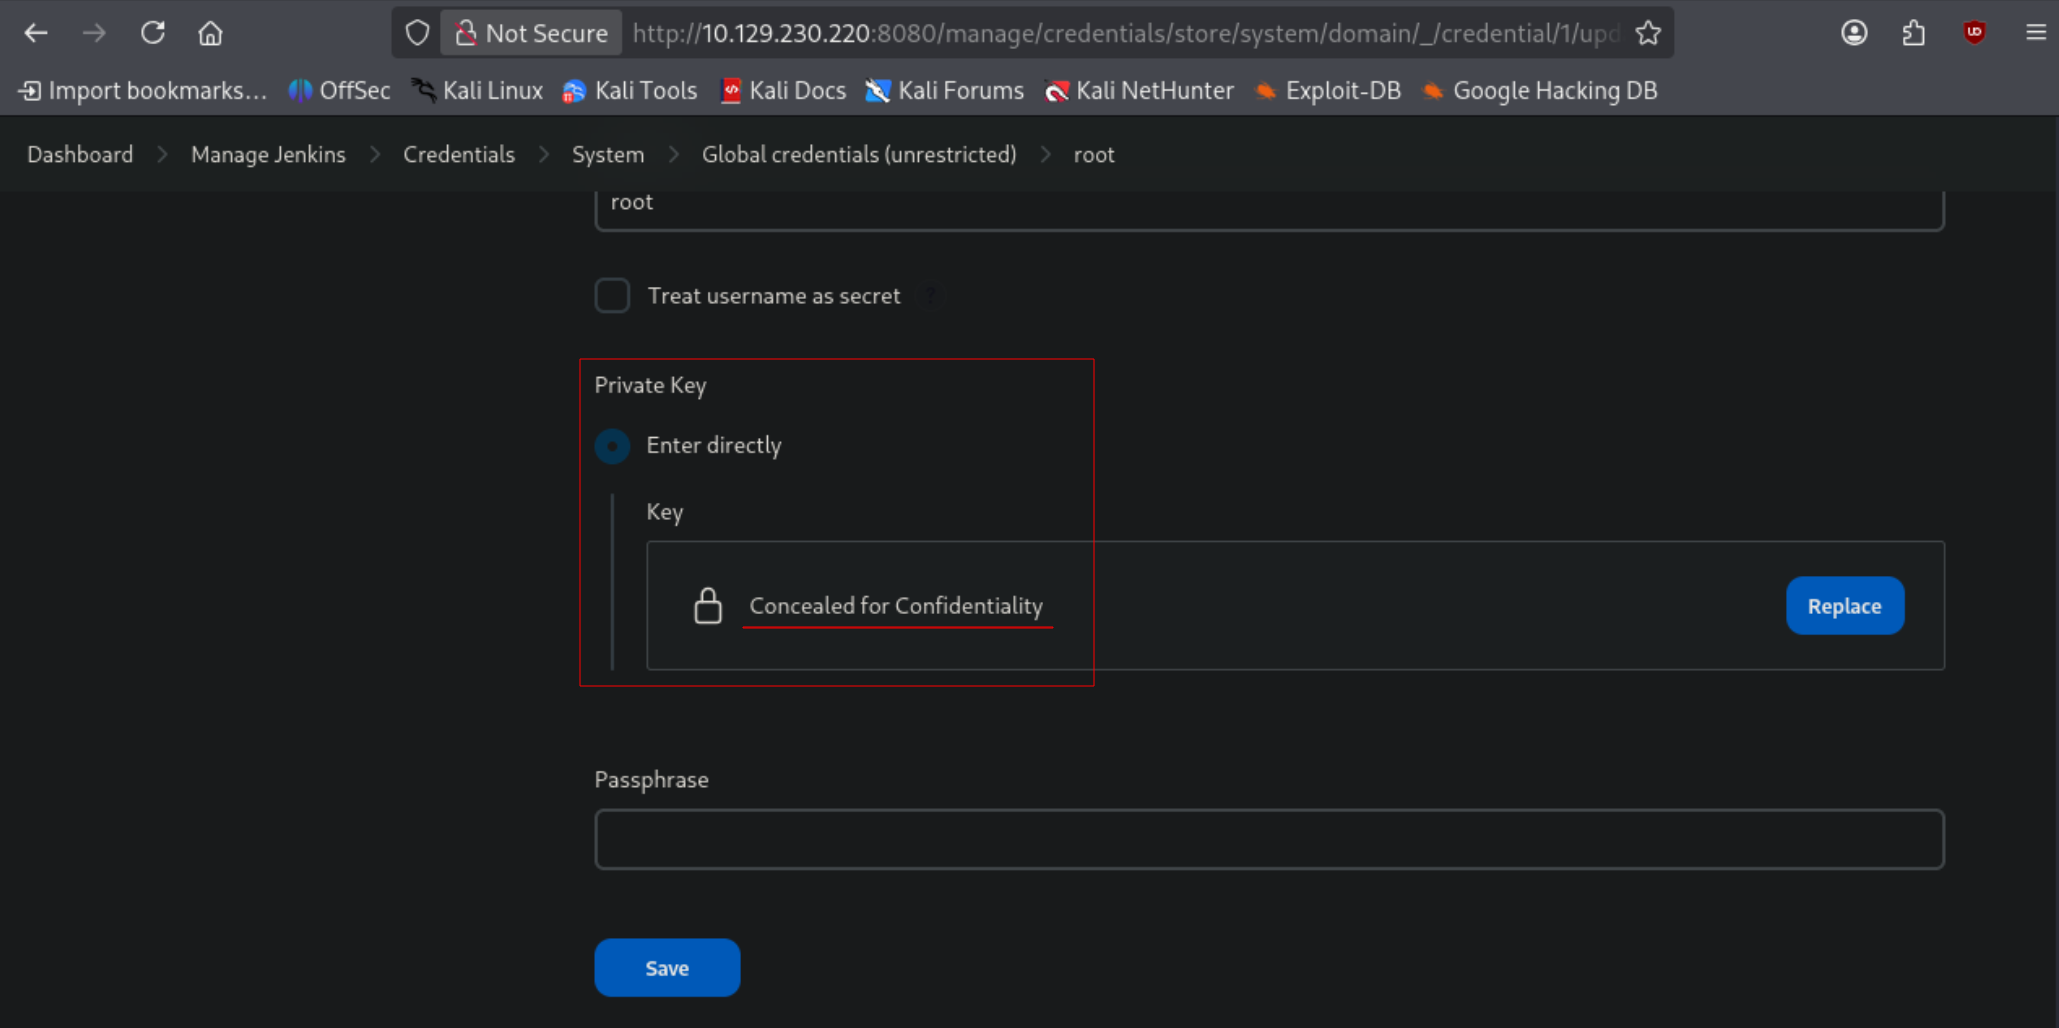 Not Secure http://10.129.230.220:8080/manage/credentials/store/system/domain/_/credential/1/upd
Import bookmarks... OffSec Kali Linux Kali Tools Kali Docs Kali Forums Kali NetHunter Exploit-DB Google Hacking DB
Dashboard > Manage Jenkins > Credentials > System > Global credentials (unrestricted) > root
root
Treat username as secret ?
Private Key
Enter directly
Key
Concealed for Confidentiality
Replace
Passphrase
Save